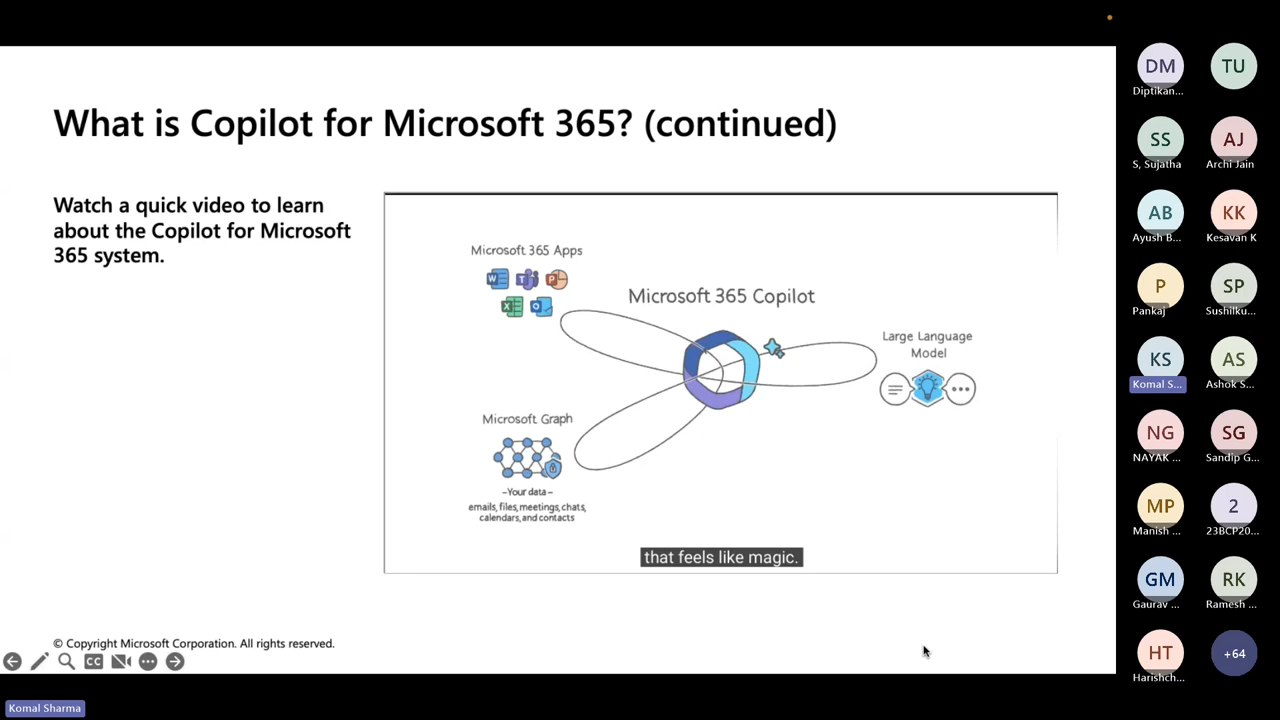 What is Copilot for Microsoft 365? (continued)
Watch a quick video to learn
about the Copilot for Microsoft
365 system.
Microsoft 365 Apps
Microsoft 365 Copilot
Large Language
Model
Microsoft Graph
–Your data–
emails, files, meetings, chats,
calendars, and contacts
that feels like magic.
© Copyright Microsoft Corporation. All rights reserved.
CC
Komal Sharma
DM
Diptikan...
TU
SS
S, Sujatha
AJ
Archi Jain
AB
Ayush B...
KK
Kesavan K
P
Pankaj
SP
Sushilku...
KS
Komal S...
AS
Ashok S...
NG
NAYAK ...
SG
Sandip G...
MP
Manish ...
2
23BCP20...
GM
Gaurav ...
RK
Ramesh ...
HT
Harishch...
+64